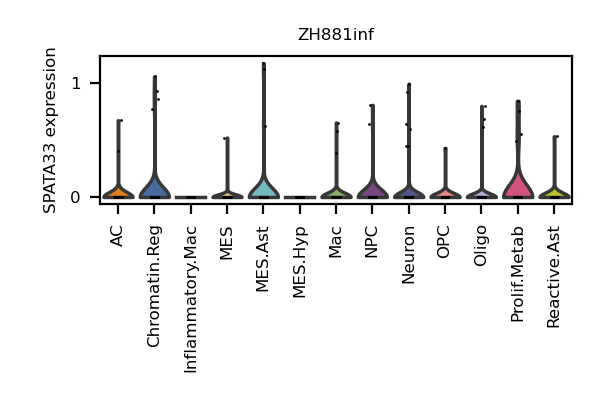 ZH881inf
SPATA33 expression
1
0
AC
Chromatin.Reg
Inflammatory.Mac
MES
MES.Ast
MES.Hyp
Mac
NPC
Neuron
OPC
Oligo
Prolif.Metab
Reactive.Ast